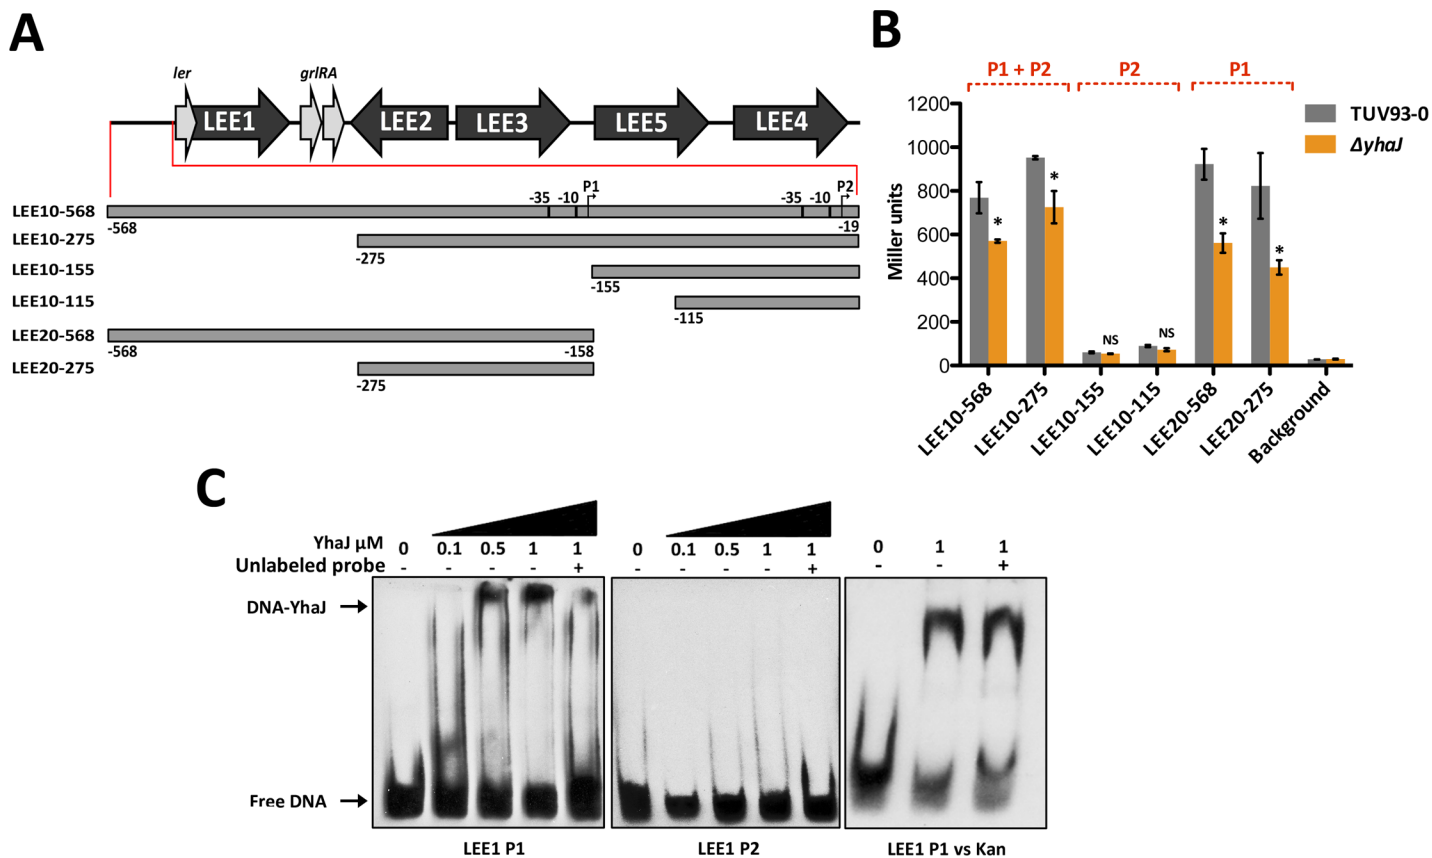 A
ler
grlRA
LEE1
LEE2
LEE3
LEE5
LEE4
-35 -10 P1 -35 -10 P2
LEE10-568
-568 -19
LEE10-275
-275
LEE10-155
-155
LEE10-115
-115
LEE20-568
-568 -158
LEE20-275
-275
B
P1 + P2 P2 P1
TUV93-0
ΔyhaJ
Miller units
1200
1000
800
600
400
200
0
* * NS NS * *
LEE10-568
LEE10-275
LEE10-155
LEE10-115
LEE20-568
LEE20-275
Background
C
YhaJ µM 0 0.1 0.5 1 1 0 0.1 0.5 1 1 0 1 1
Unlabeled probe - - - - + - - - - + - - +
DNA-YhaJ
Free DNA
LEE1 P1 LEE1 P2 LEE1 P1 vs Kan